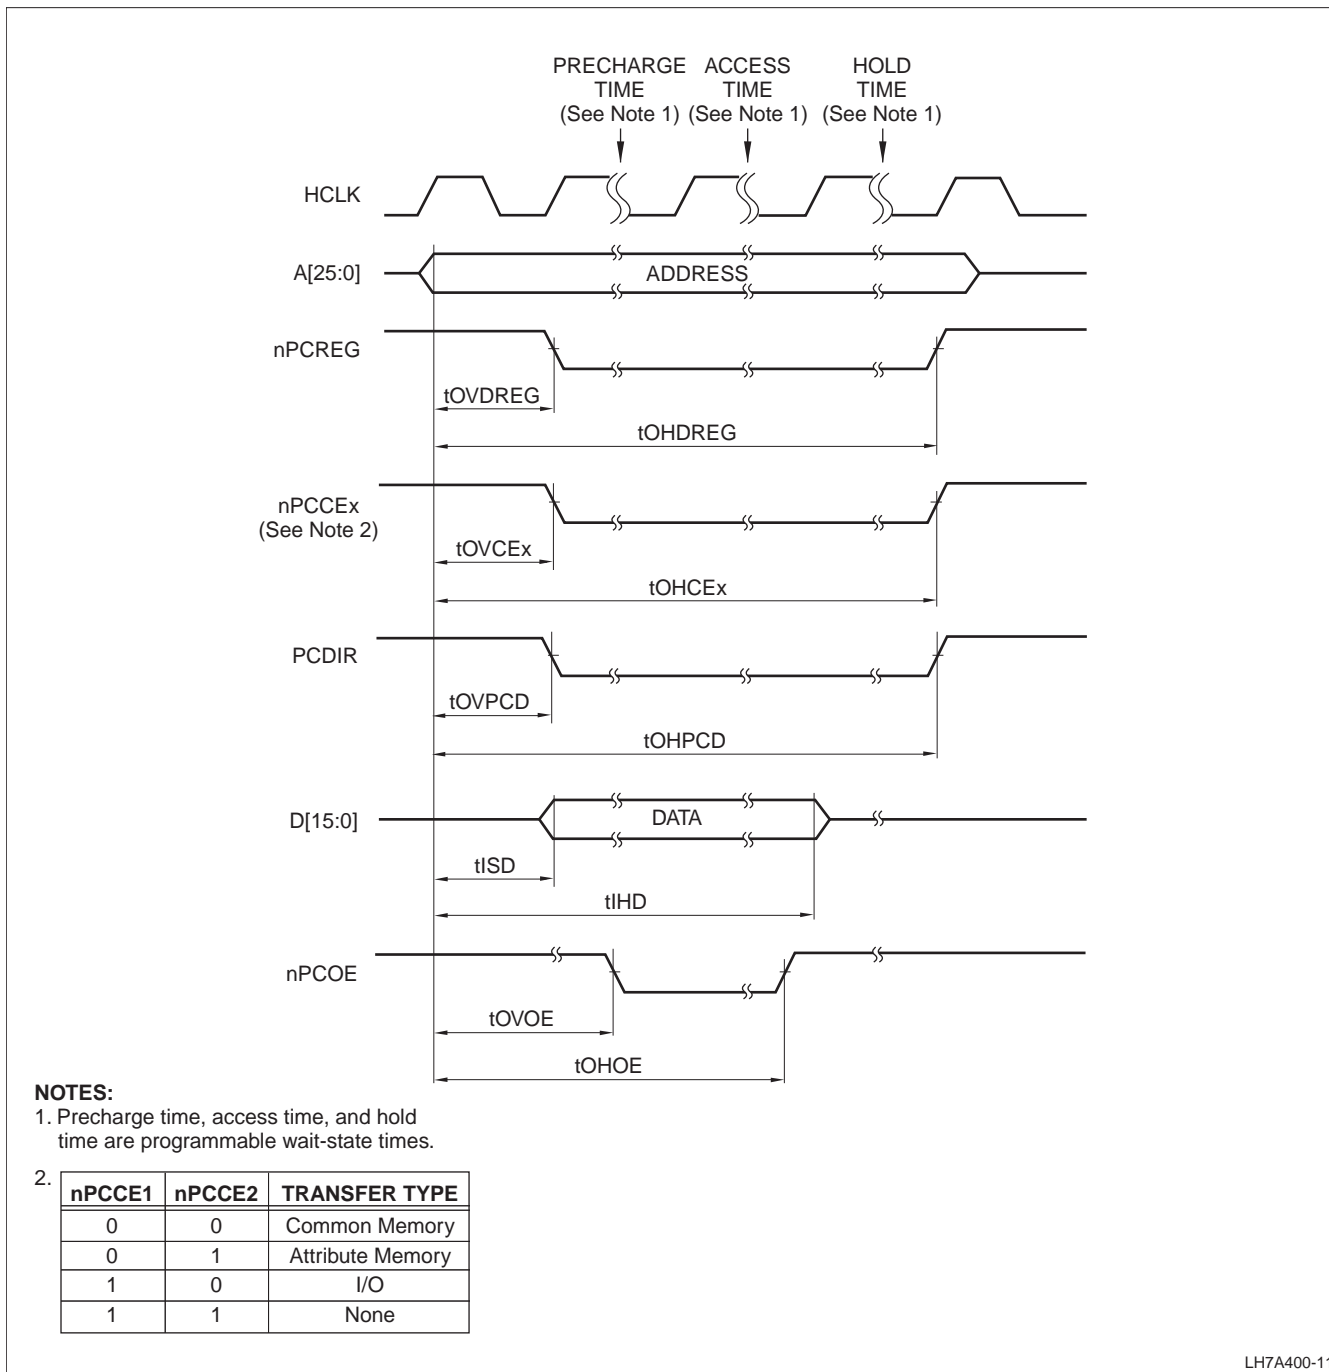 PRECHARGE TIME (See Note 1)
ACCESS TIME (See Note 1)
HOLD TIME (See Note 1)
HCLK
A[25:0]
ADDRESS
nPCREG
tOVDREG
tOHDREG
nPCCEx
(See Note 2)
tOVCEx
tOHCEx
PCDIR
tOVPCD
tOHPCD
D[15:0]
DATA
tISD
tIHD
nPCOE
tOVOE
tOHOE
NOTES:
1. Precharge time, access time, and hold
time are programmable wait-state times.
2.
nPCCE1 nPCCE2 TRANSFER TYPE
0 0 Common Memory
0 1 Attribute Memory
1 0 I/O
1 1 None